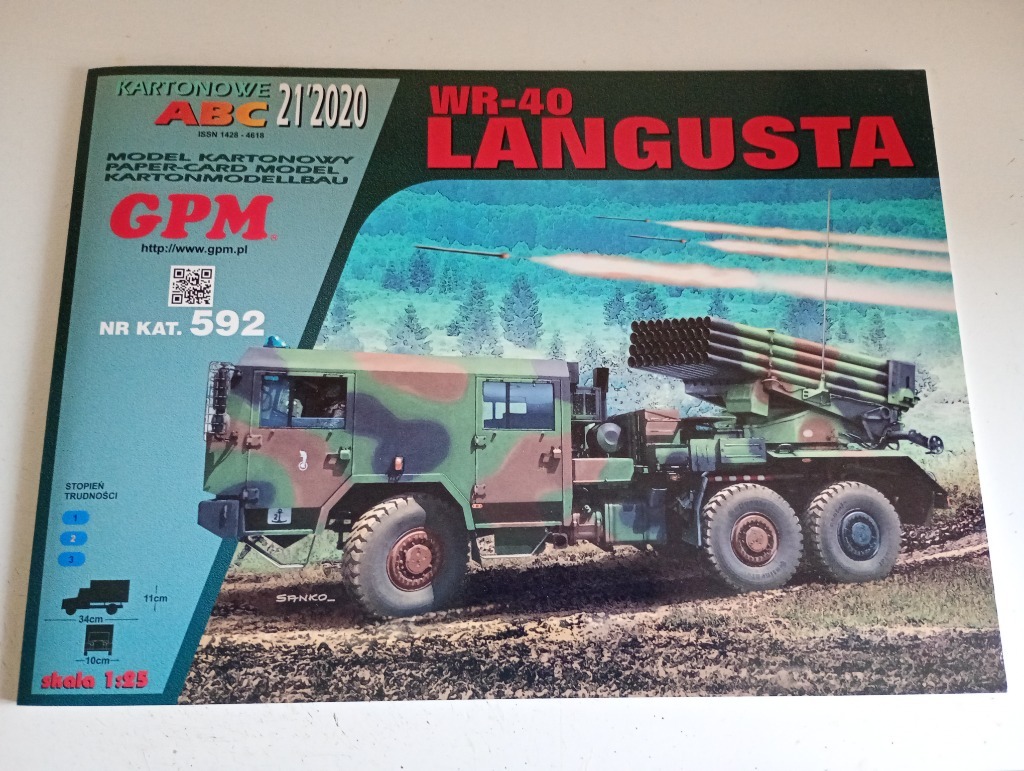 KARTONOWE
ABC 21'2020
ISSN 1428 - 4618
MODEL KARTONOWY
PAPER-CARD MODEL
KARTONMODELLBAU
GPM®
http://www.gpm.pl
NR KAT. 592
WR-40
LANGUSTA
STOPIEŃ
TRUDNOŚCI
1
2
3
11cm
34cm
10cm
skala 1:25
SANKO_